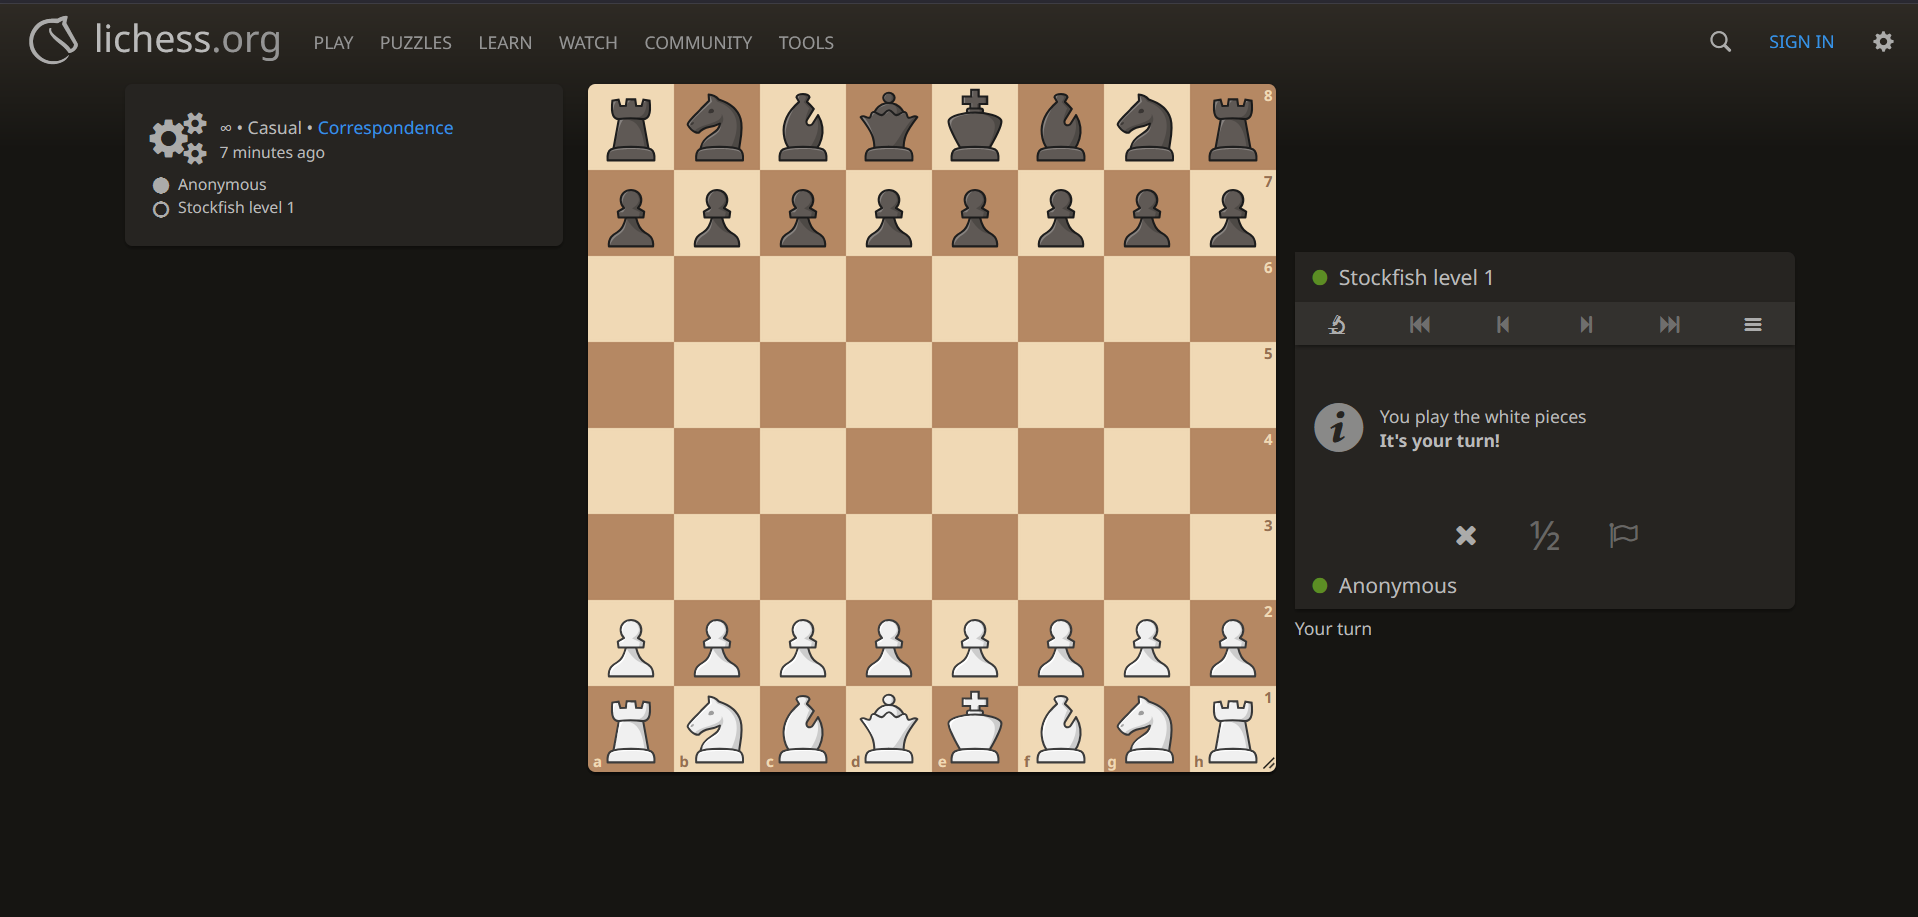 lichess.org PLAY PUZZLES LEARN WATCH COMMUNITY TOOLS SIGN IN
∞ • Casual • Correspondence
7 minutes ago
Anonymous
Stockfish level 1
8
7
6
5
4
3
2
1
a b c d e f g h
Stockfish level 1
i
You play the white pieces
It's your turn!
½
Anonymous
Your turn